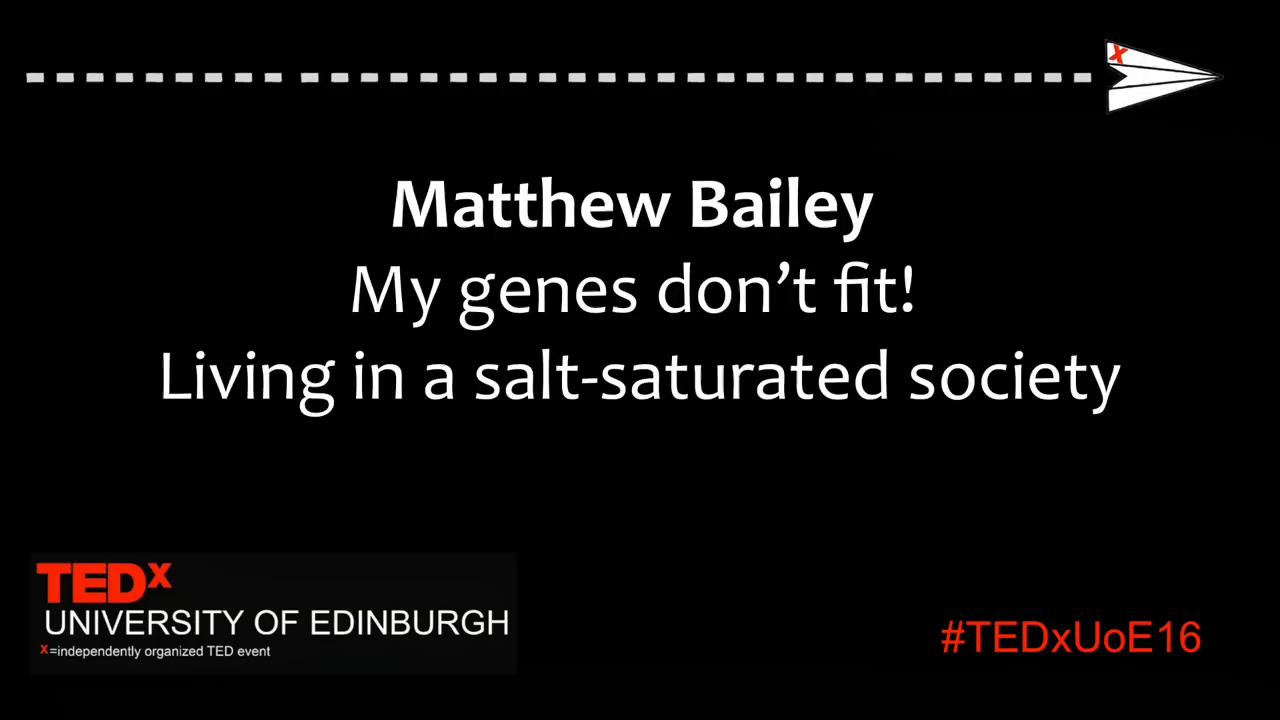 x
Matthew Bailey
My genes don’t fit!
Living in a salt-saturated society
TEDx
UNIVERSITY OF EDINBURGH
x=independently organized TED event
#TEDxUoE16